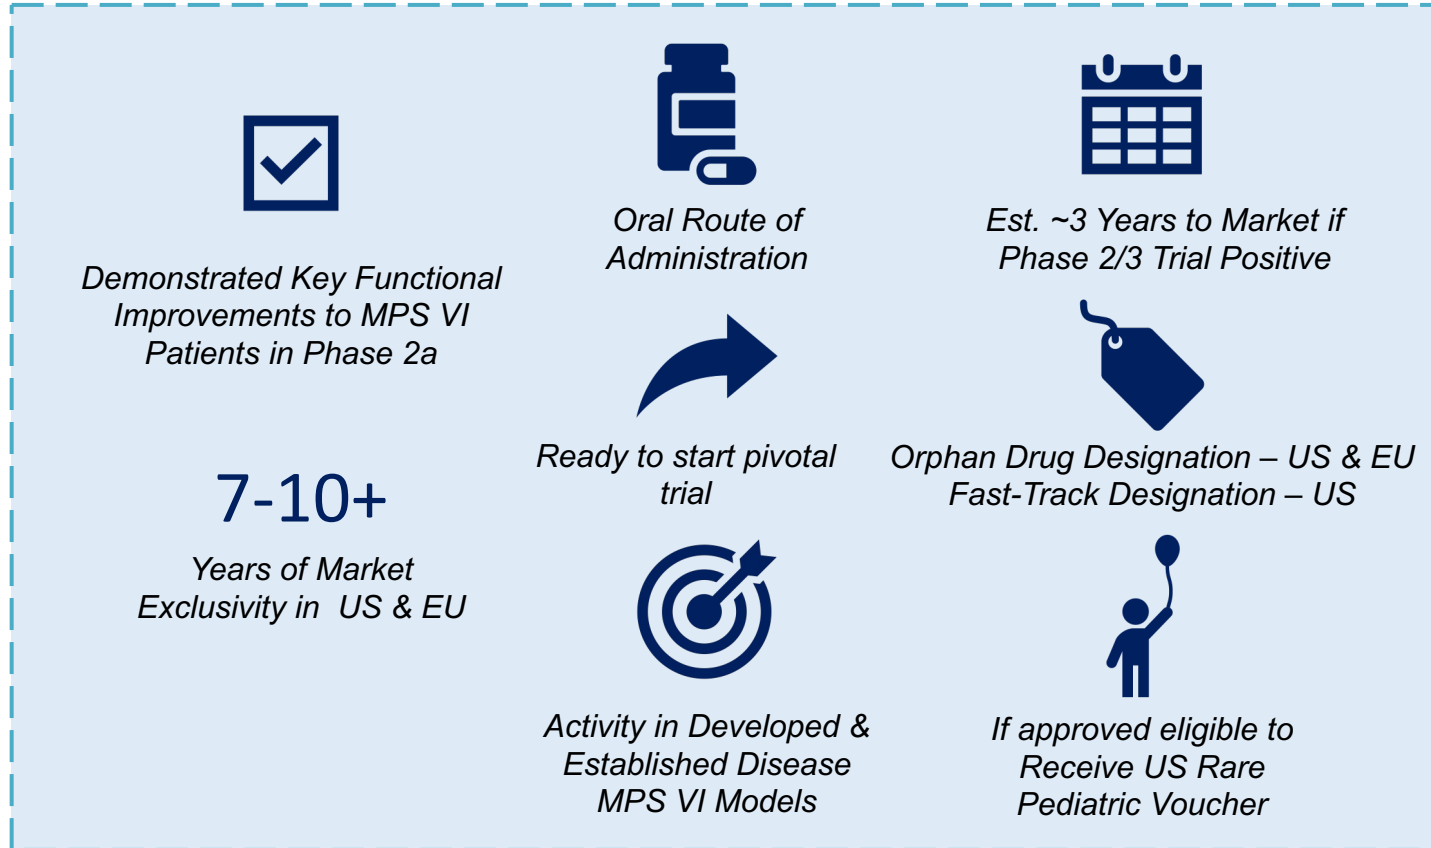 Demonstrated Key Functional
Improvements to MPS VI
Patients in Phase 2a
7-10+
Years of Market
Exclusivity in US & EU
Oral Route of
Administration
Ready to start pivotal
trial
Activity in Developed &
Established Disease
MPS VI Models
Est. ~3 Years to Market if
Phase 2/3 Trial Positive
Orphan Drug Designation – US & EU
Fast-Track Designation – US
If approved eligible to
Receive US Rare
Pediatric Voucher